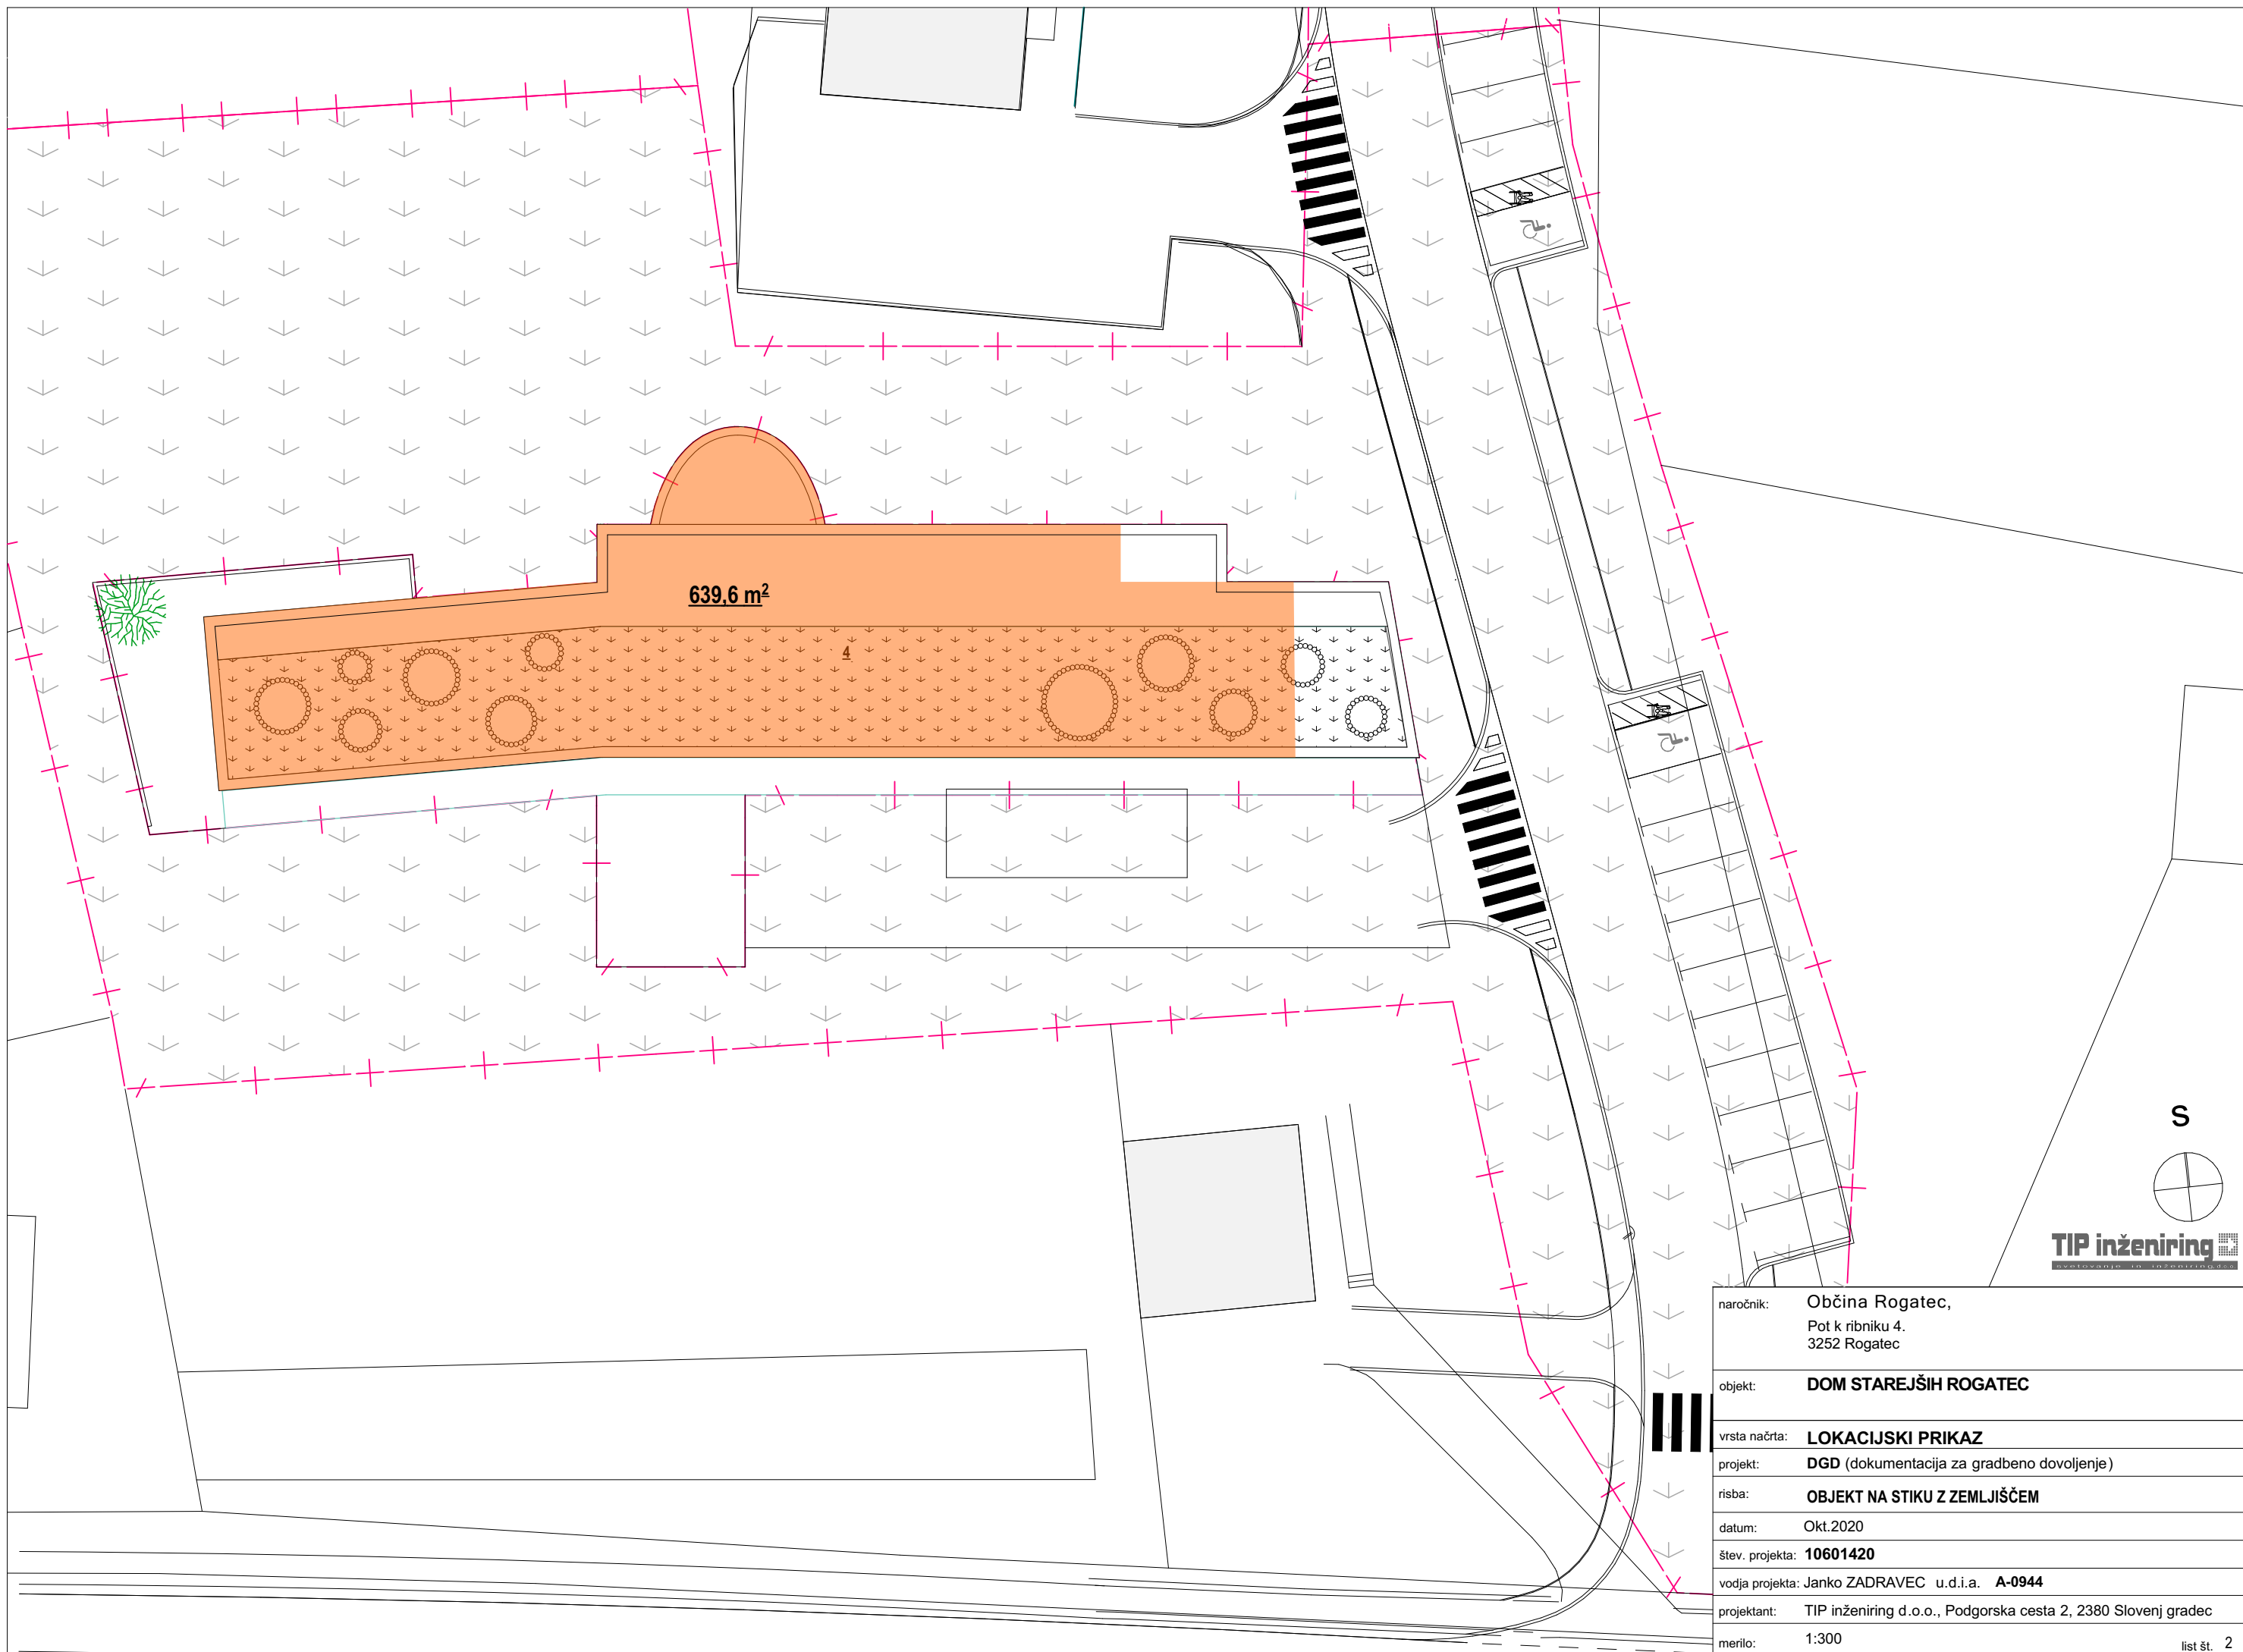 639,6 m²
4
S
TIP inženiring
svetovanje in inženiring,d.o.o.
naročnik: Občina Rogatec,
Pot k ribniku 4.
3252 Rogatec
objekt: DOM STAREJŠIH ROGATEC
vrsta načrta: LOKACIJSKI PRIKAZ
projekt: DGD (dokumentacija za gradbeno dovoljenje)
risba: OBJEKT NA STIKU Z ZEMLJIŠČEM
datum: Okt.2020
štev. projekta: 10601420
vodja projekta: Janko ZADRAVEC u.d.i.a. A-0944
projektant: TIP inženiring d.o.o., Podgorska cesta 2, 2380 Slovenj gradec
merilo: 1:300 list št. 2